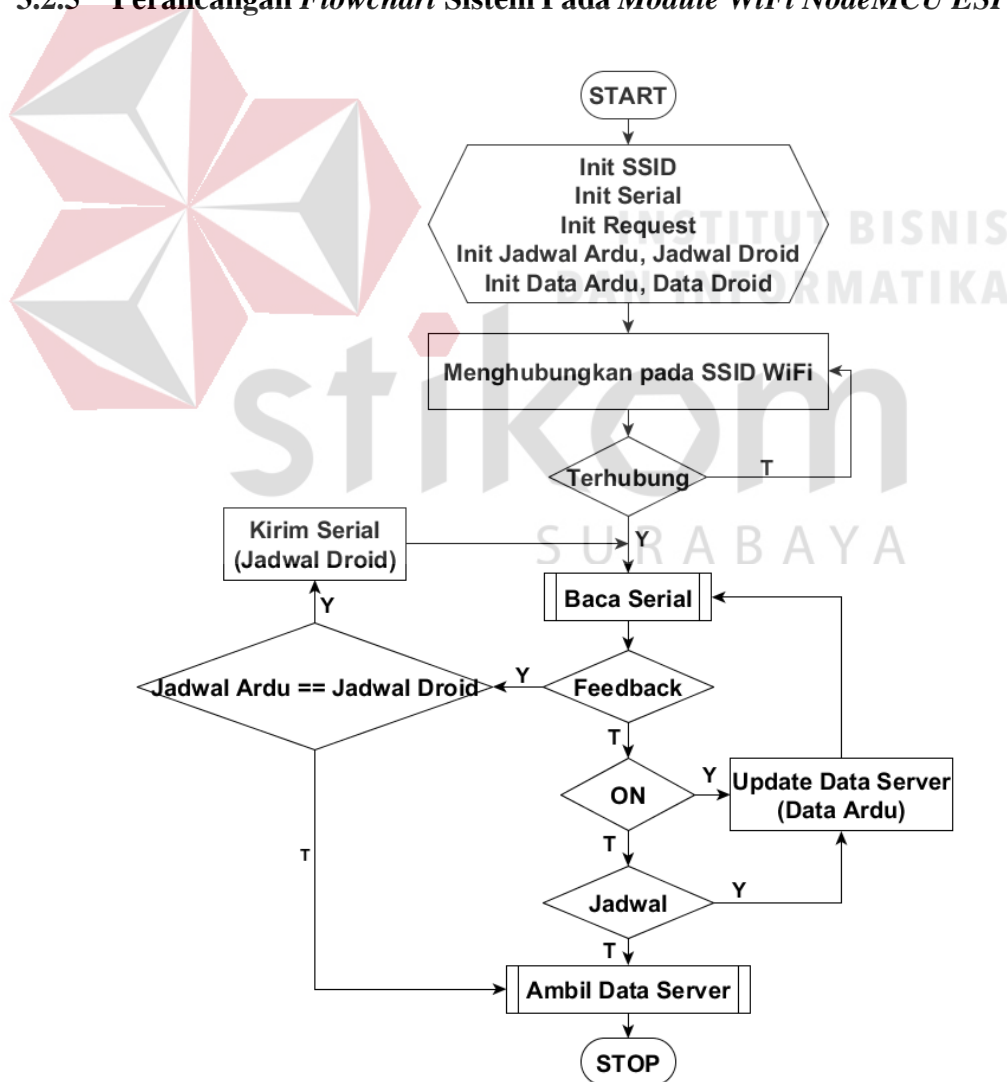 3.2.3 Perancangan Flowchart Sistem Pada Module WiFi NodeMCU
START
Init SSID
Init Serial
Init Request
Init Jadwal Ardu, Jadwal Droid
Init Data Ardu, Data Droid
INSTITUT BISNIS
DAN INFORMATIKA
Menghubungkan pada SSID WiFi
stikom
Terhubung
T
SURABAYA
Y
Kirim Serial
(Jadwal Droid)
Baca Serial
Y
Jadwal Ardu == Jadwal Droid
Y
Feedback
T
ON
Y
Update Data Server
(Data Ardu)
T
T
Jadwal
Y
T
Ambil Data Server
STOP